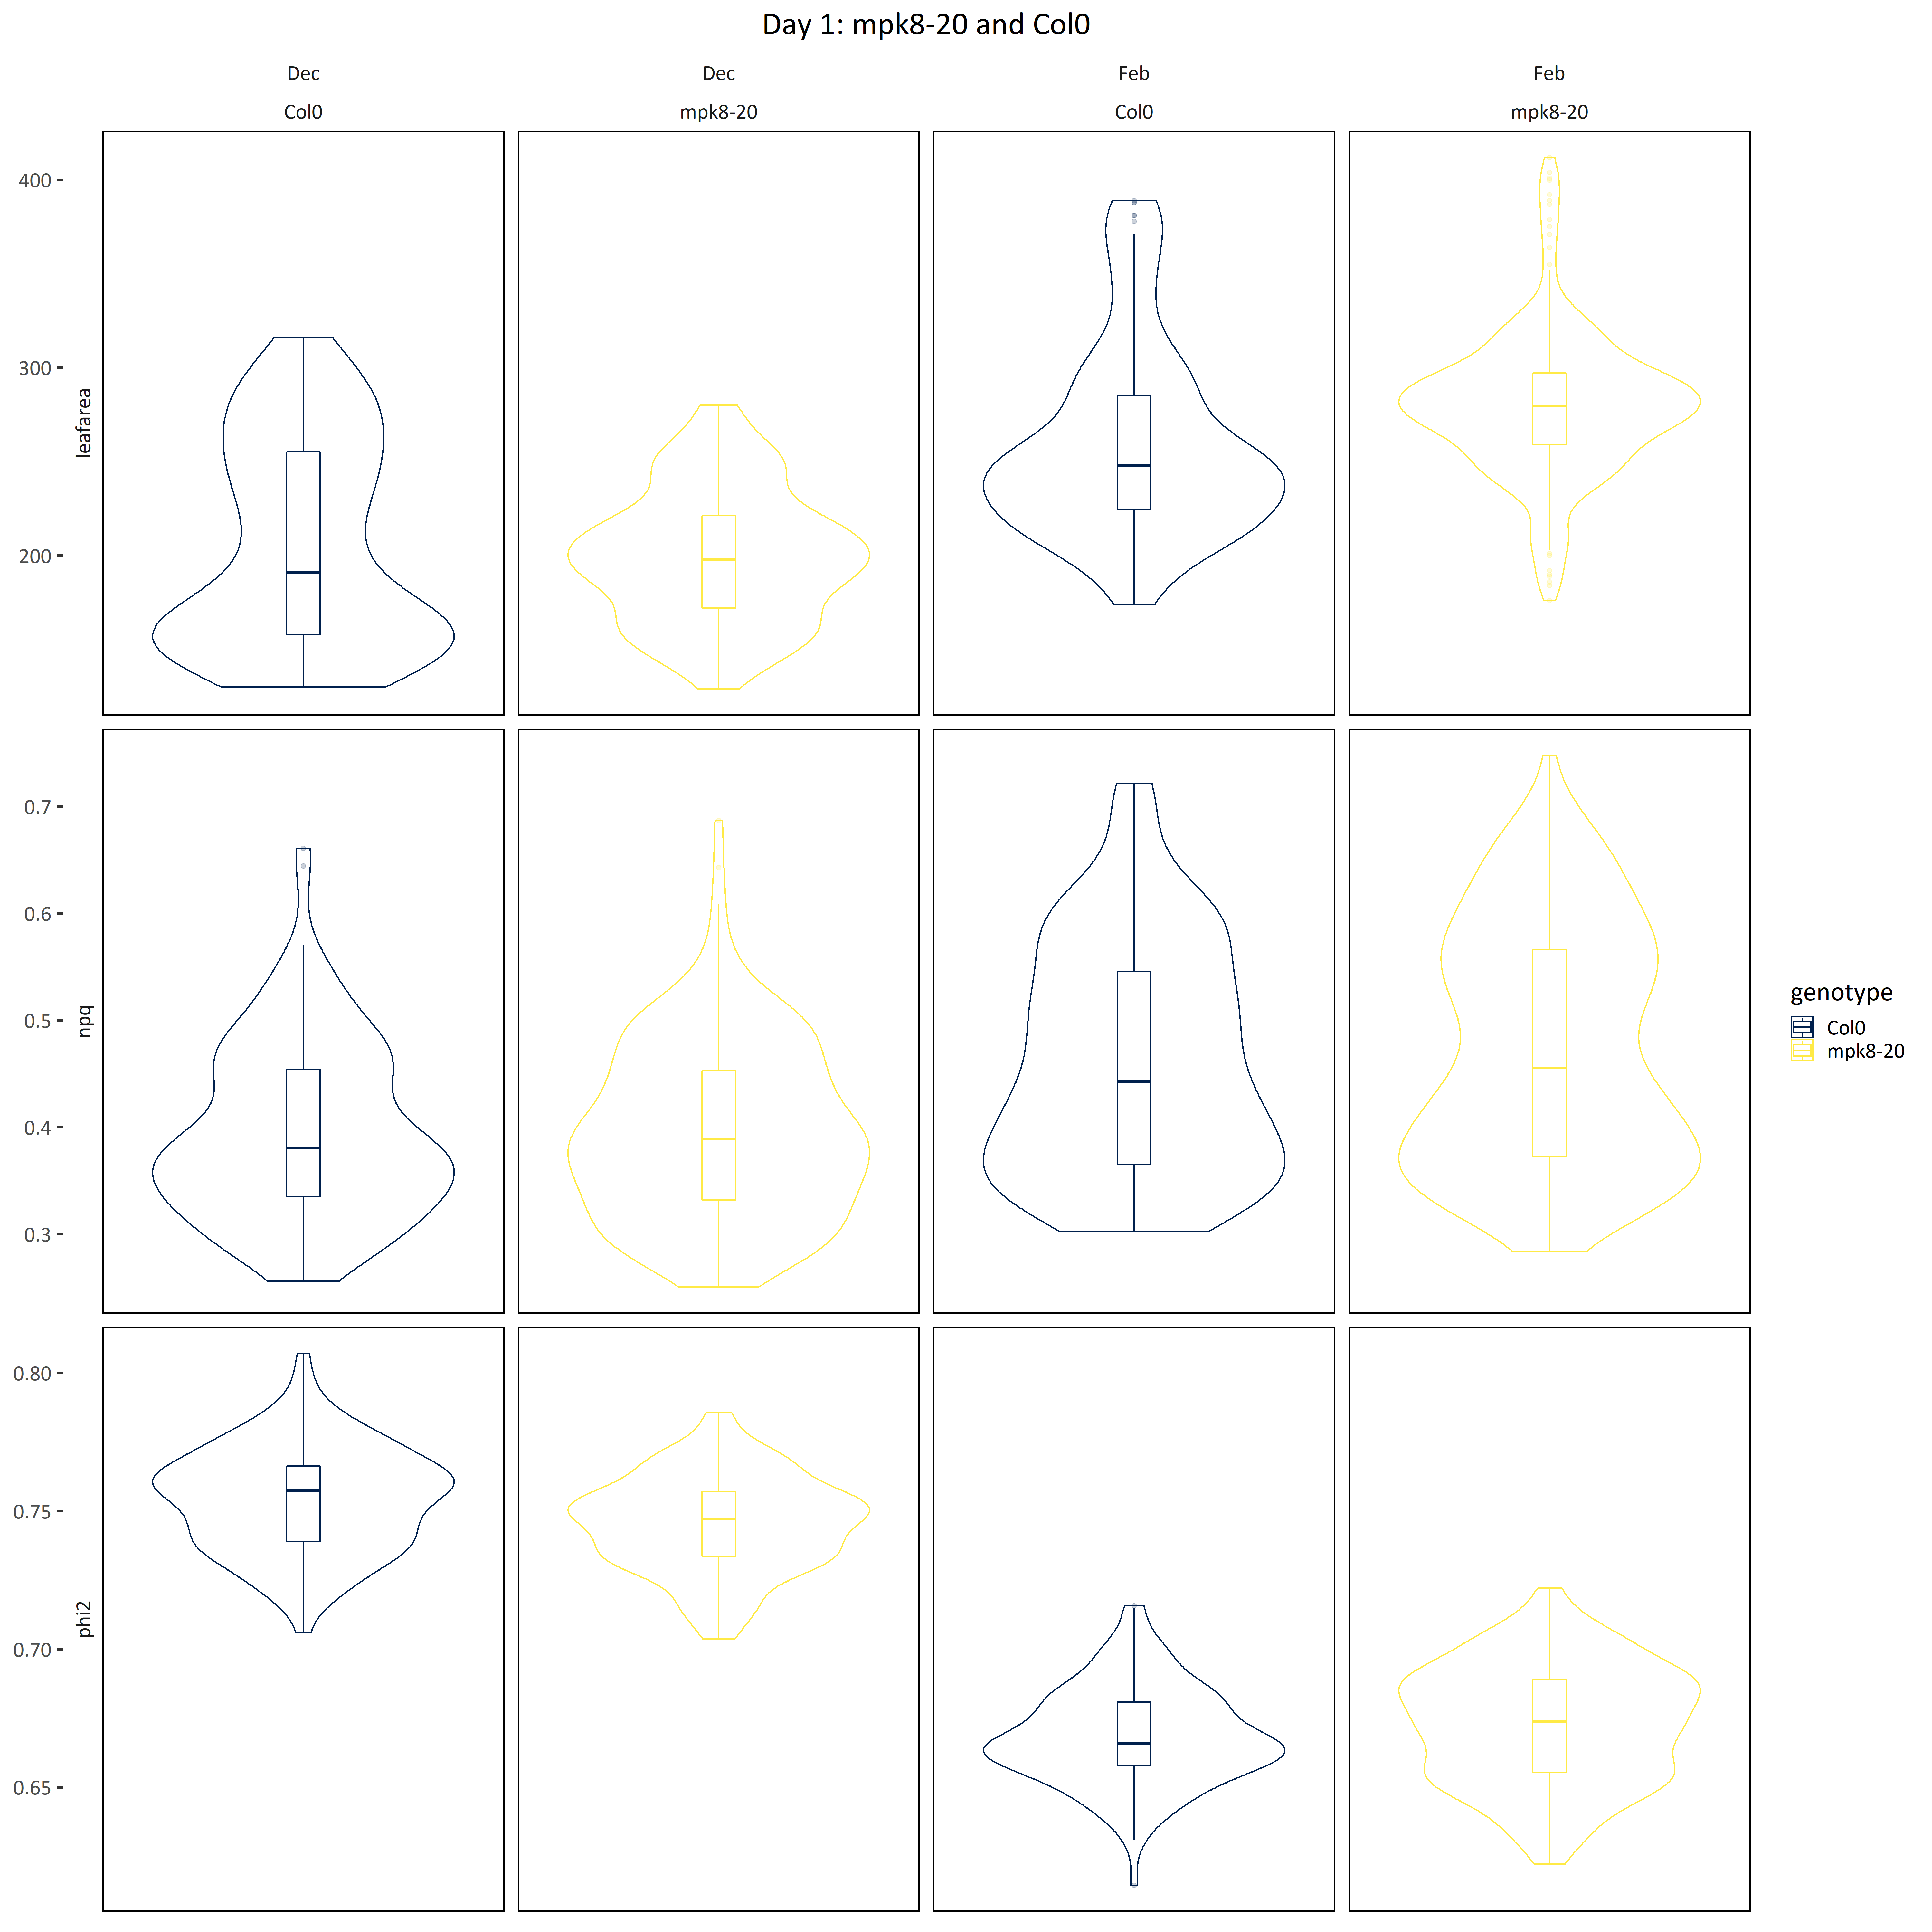 Day 1: mpk8-20 and Col0
Dec Dec Feb Feb
Col0 mpk8-20 Col0 mpk8-20
400
300
200
leafarea
0.7
0.6
0.5
0.4
0.3
npq
0.80
0.75
0.70
0.65
phi2
genotype
Col0
mpk8-20